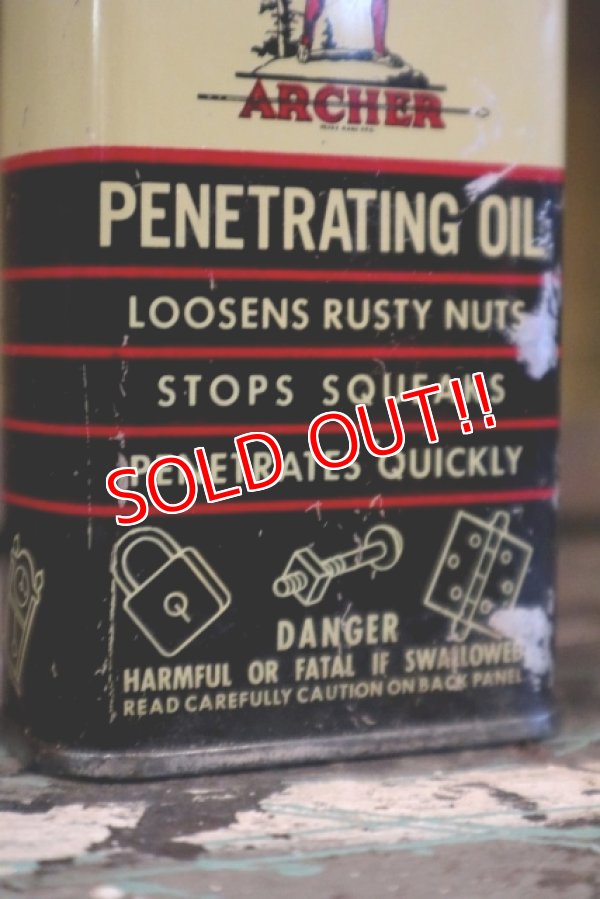 ARCHER
PENETRATING OIL
LOOSENS RUSTY NUTS
STOPS SQUEAKS
PENETRATES QUICKLY
SOLD OUT!!
DANGER
HARMFUL OR FATAL IF SWALLOWED
READ CAREFULLY CAUTION ON BACK PANEL